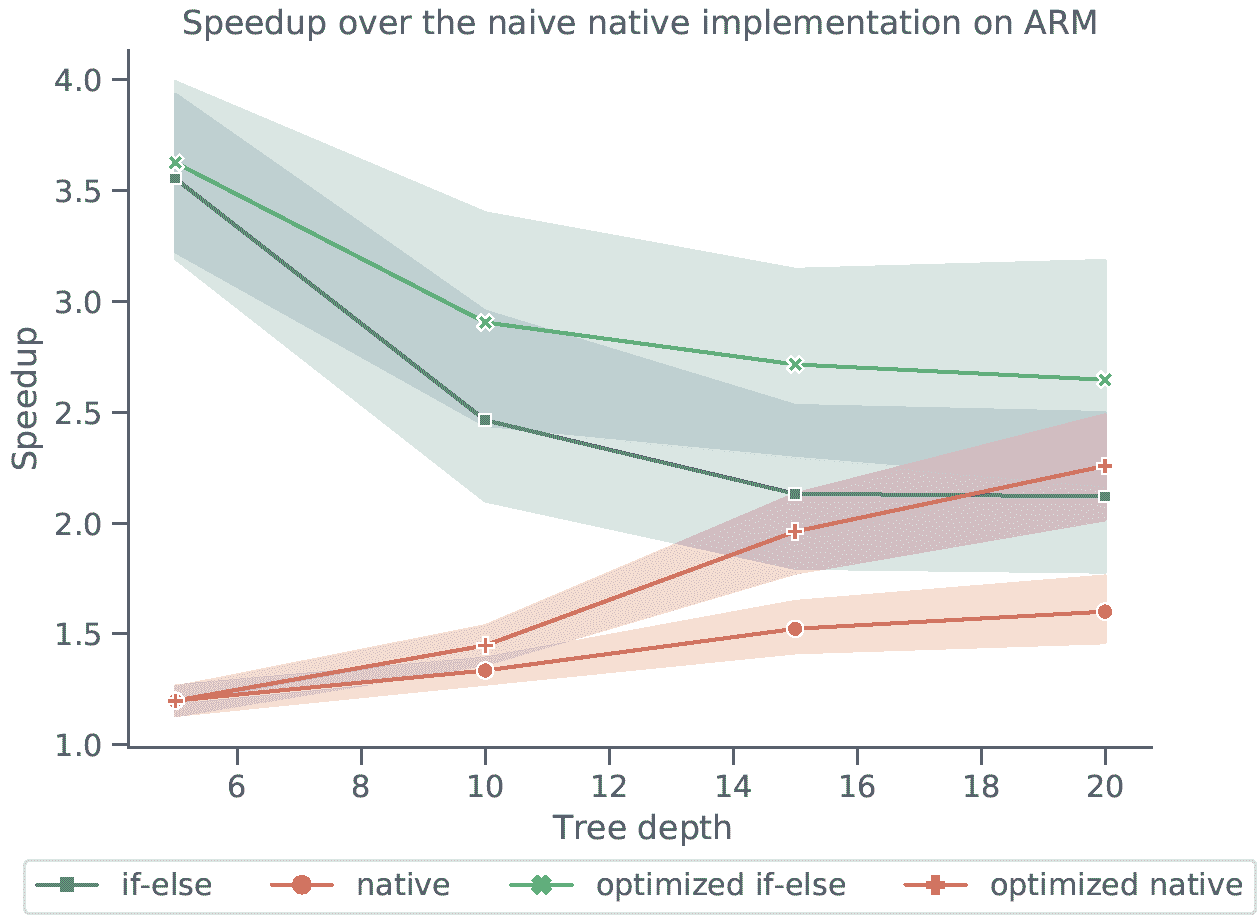 Speedup over the naive native implementation on ARM
4.0
3.5
3.0
2.5
2.0
1.5
1.0
Speedup
6 8 10 12 14 16 18 20
Tree depth
if-else native optimized if-else optimized native